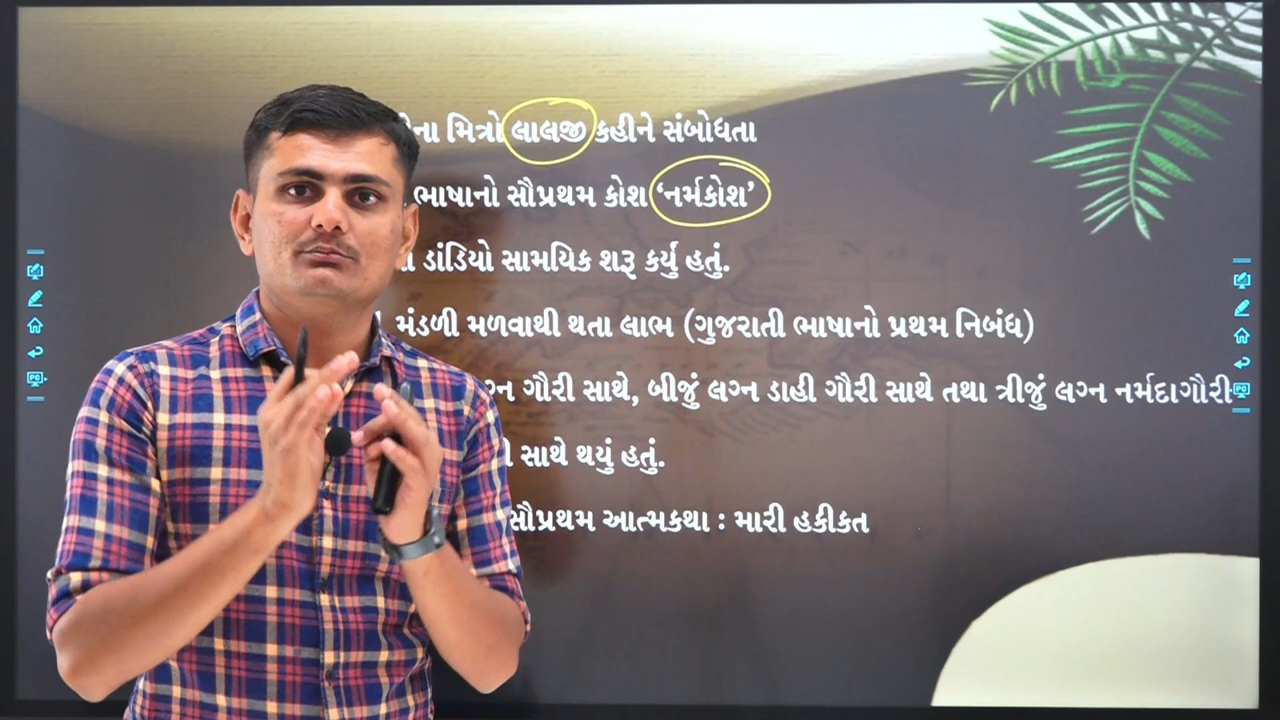 મિત્રો લાલજી કહીને સંબોધતા
ભાષાનો સૌપ્રથમ કોશ ‘નર્મકોશ’
ડાંડિયો સામયિક શરૂ કર્યું હતું.
મંડળી મળવાથી થતા લાભ (ગુજરાતી ભાષાનો પ્રથમ નિબંધ)
ગૌરી સાથે, બીજું લગ્ન ડાહી ગૌરી સાથે તથા ત્રીજું લગ્ન નર્મદાગૌરી
સાથે થયું હતું.
સૌપ્રથમ આત્મકથા : મારી હકીકત